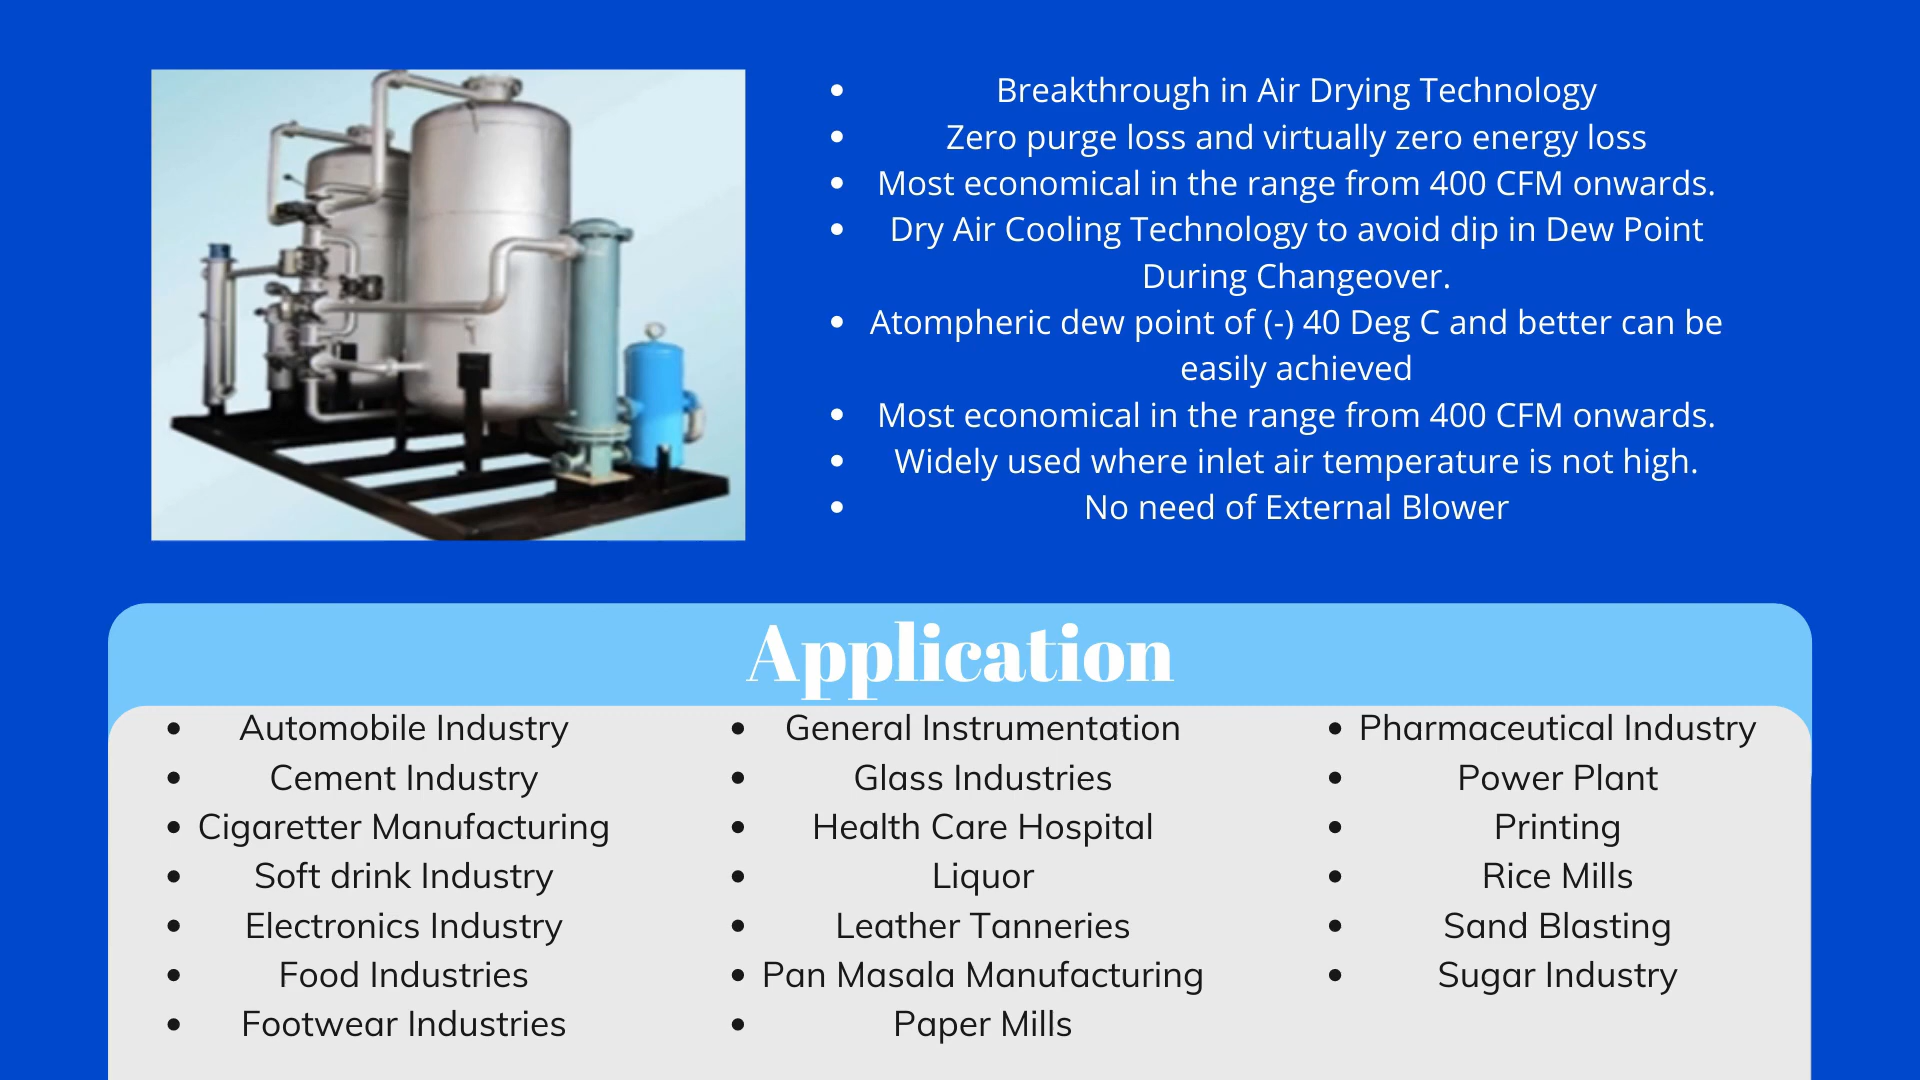 Breakthrough in Air Drying Technology
Zero purge loss and virtually zero energy loss
Most economical in the range from 400 CFM onwards.
Dry Air Cooling Technology to avoid dip in Dew Point
During Changeover.
Atompheric dew point of (-) 40 Deg C and better can be
easily achieved
Most economical in the range from 400 CFM onwards.
Widely used where inlet air temperature is not high.
No need of External Blower
Application
Automobile Industry
Cement Industry
Cigaretter Manufacturing
Soft drink Industry
Electronics Industry
Food Industries
Footwear Industries
General Instrumentation
Glass Industries
Health Care Hospital
Liquor
Leather Tanneries
Pan Masala Manufacturing
Paper Mills
Pharmaceutical Industry
Power Plant
Printing
Rice Mills
Sand Blasting
Sugar Industry